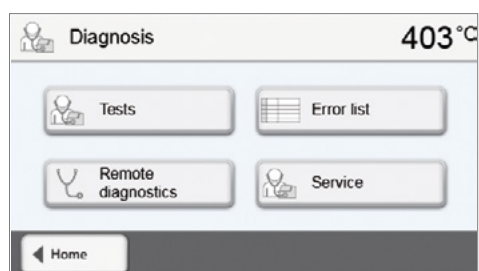 Diagnosis 403°C
Tests
Error list
Remote
diagnostics
Service
Home